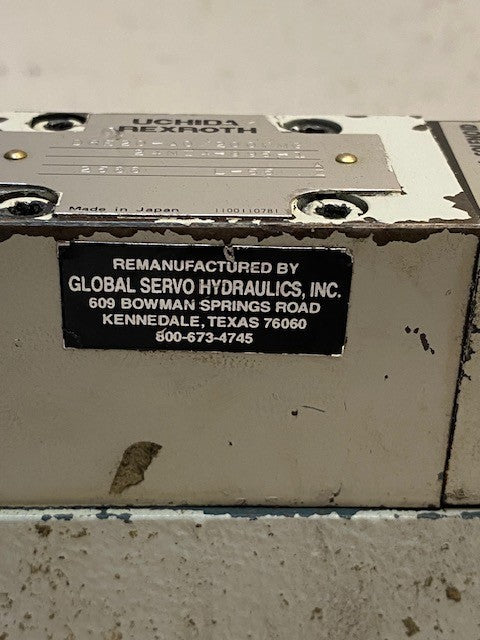 UCHIDA
REXROTH
Made in Japan 1100110781
REMANUFACTURED BY
GLOBAL SERVO HYDRAULICS, INC.
609 BOWMAN SPRINGS ROAD
KENNEDALE, TEXAS 76060
800-673-4745